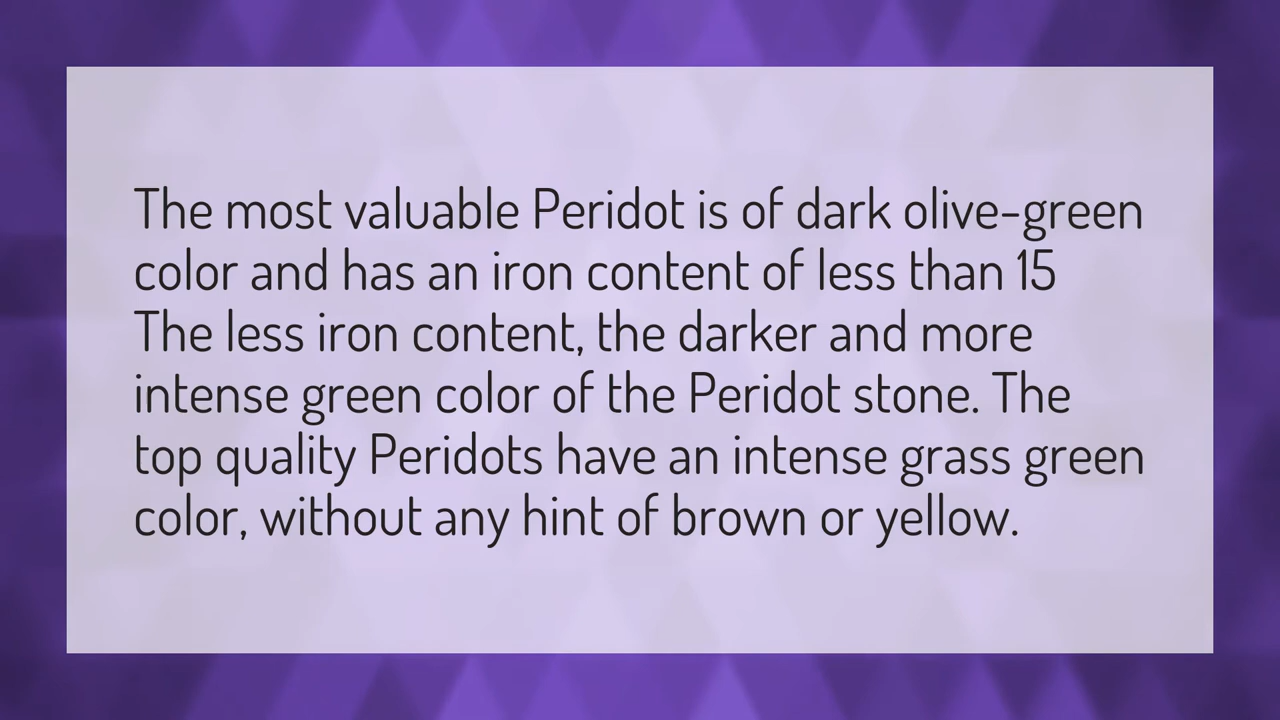 The most valuable Peridot is of dark olive-green
color and has an iron content of less than 15
The less iron content, the darker and more
intense green color of the Peridot stone. The
top quality Peridots have an intense grass green
color, without any hint of brown or yellow.